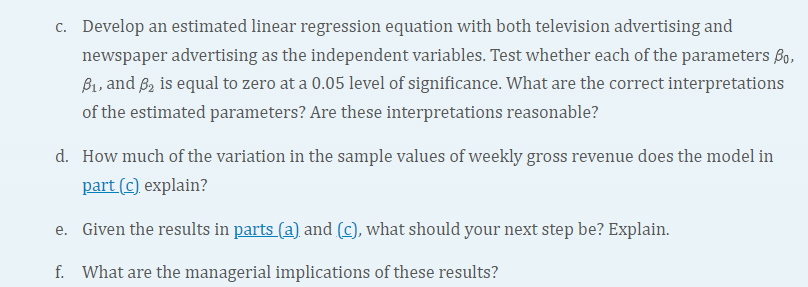 c. Develop an estimated linear regression equation with both television advertising and
newspaper advertising as the independent variables. Test whether each of the parameters β₀,
β₁, and β₂ is equal to zero at a 0.05 level of significance. What are the correct interpretations
of the estimated parameters? Are these interpretations reasonable?
d. How much of the variation in the sample values of weekly gross revenue does the model in
part (c) explain?
e. Given the results in parts (a) and (c), what should your next step be? Explain.
f. What are the managerial implications of these results?